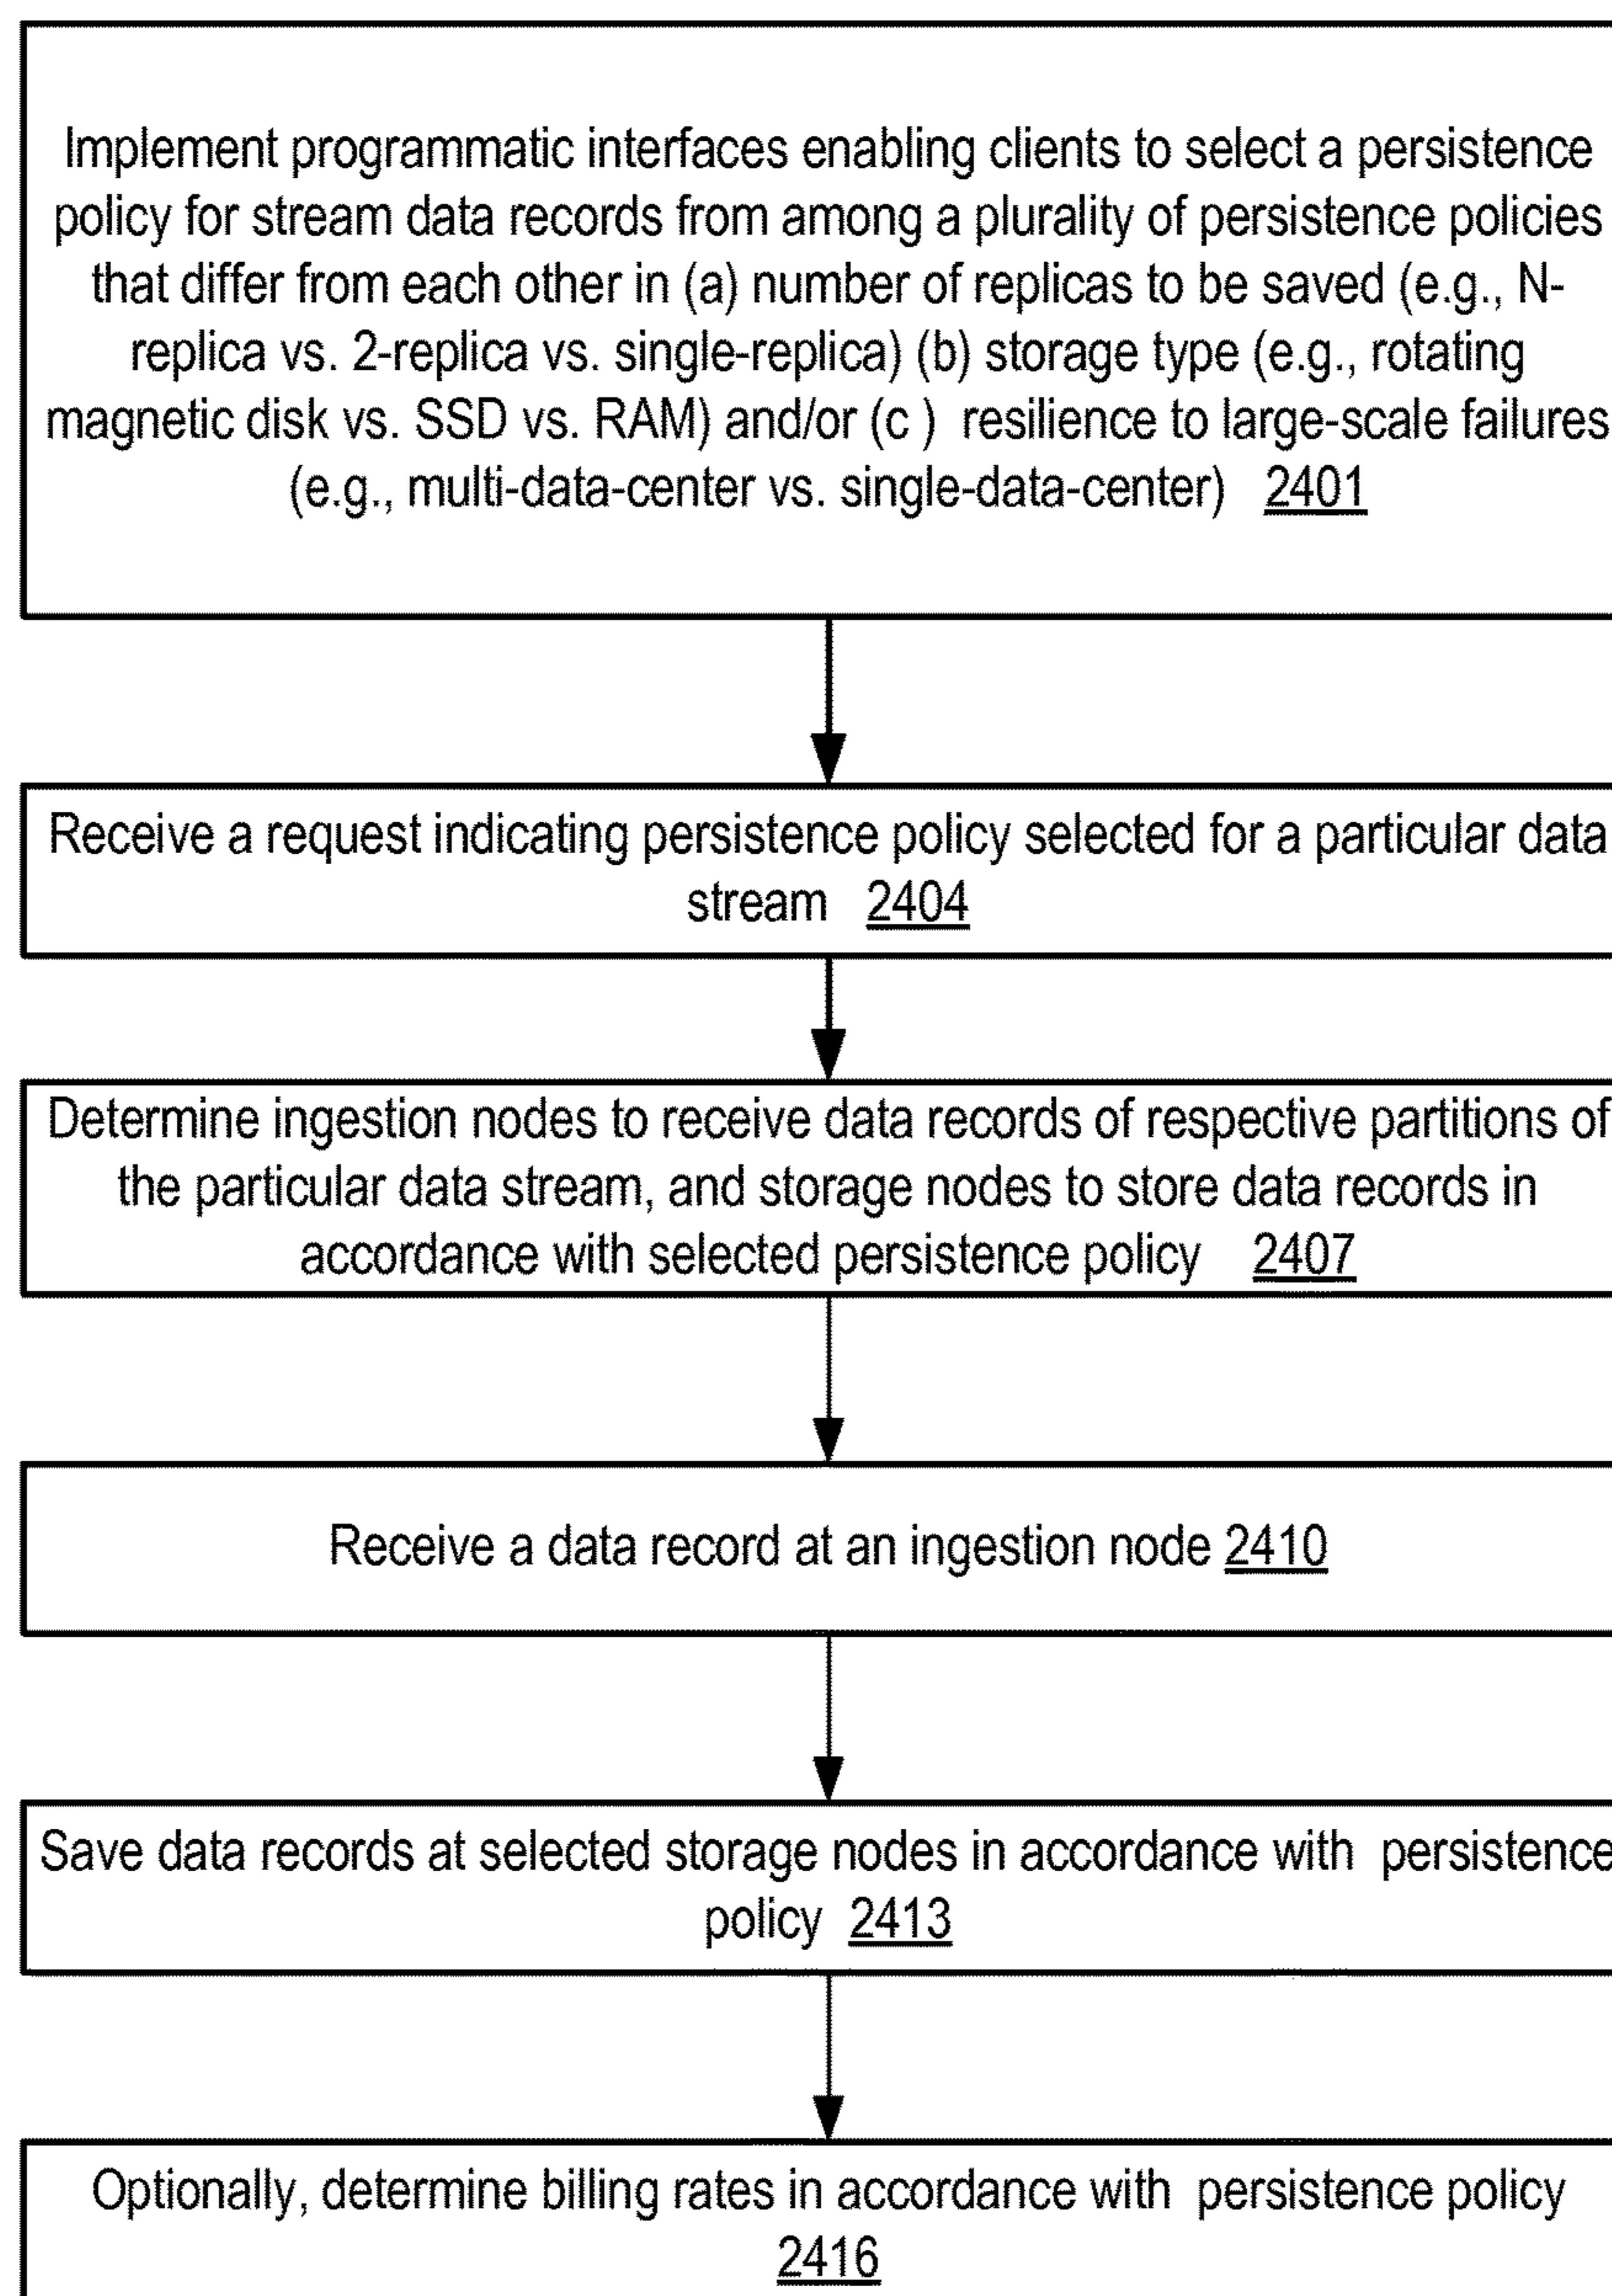 Implement programmatic interfaces enabling clients to select a persistence
policy for stream data records from among a plurality of persistence policies
that differ from each other in (a) number of replicas to be saved (e.g., N-
replica vs. 2-replica vs. single-replica) (b) storage type (e.g., rotating
magnetic disk vs. SSD vs. RAM) and/or (c ) resilience to large-scale failures
(e.g., multi-data-center vs. single-data-center) 2401
Receive a request indicating persistence policy selected for a particular data
stream 2404
Determine ingestion nodes to receive data records of respective partitions of
the particular data stream, and storage nodes to store data records in
accordance with selected persistence policy 2407
Receive a data record at an ingestion node 2410
Save data records at selected storage nodes in accordance with persistence
policy 2413
Optionally, determine billing rates in accordance with persistence policy
2416